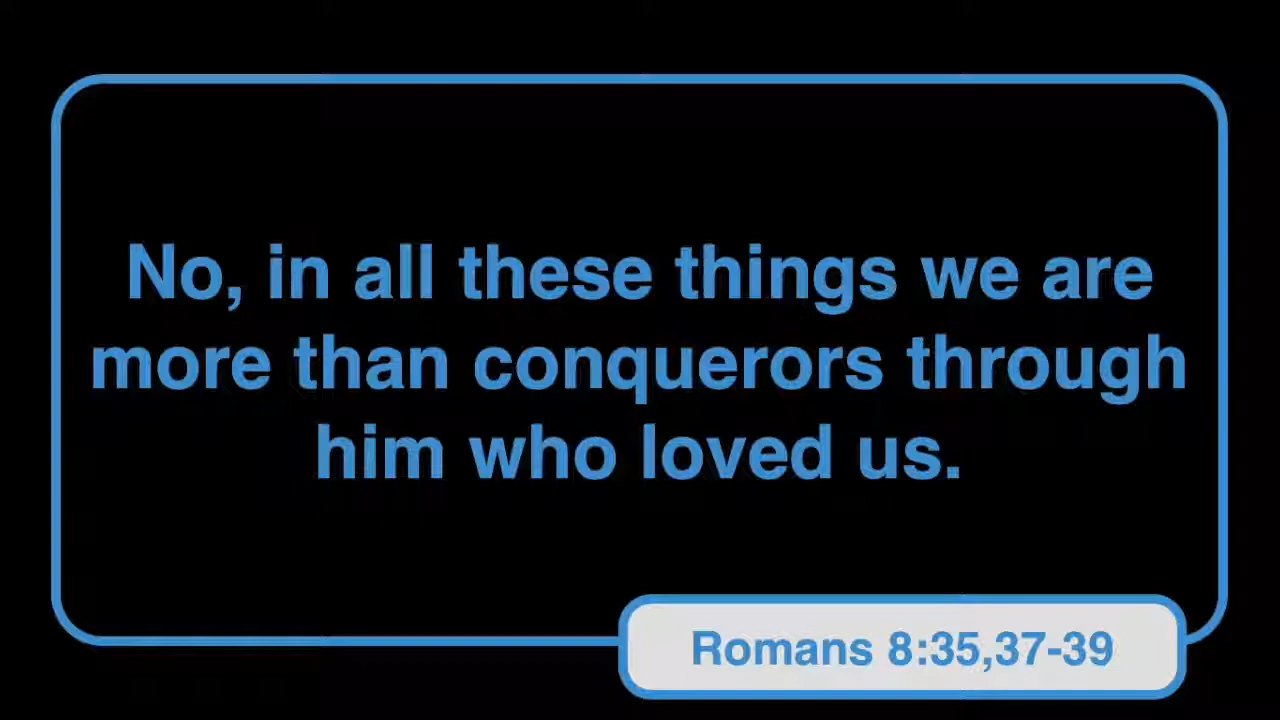 No, in all these things we are
more than conquerors through
him who loved us.
Romans 8:35,37-39